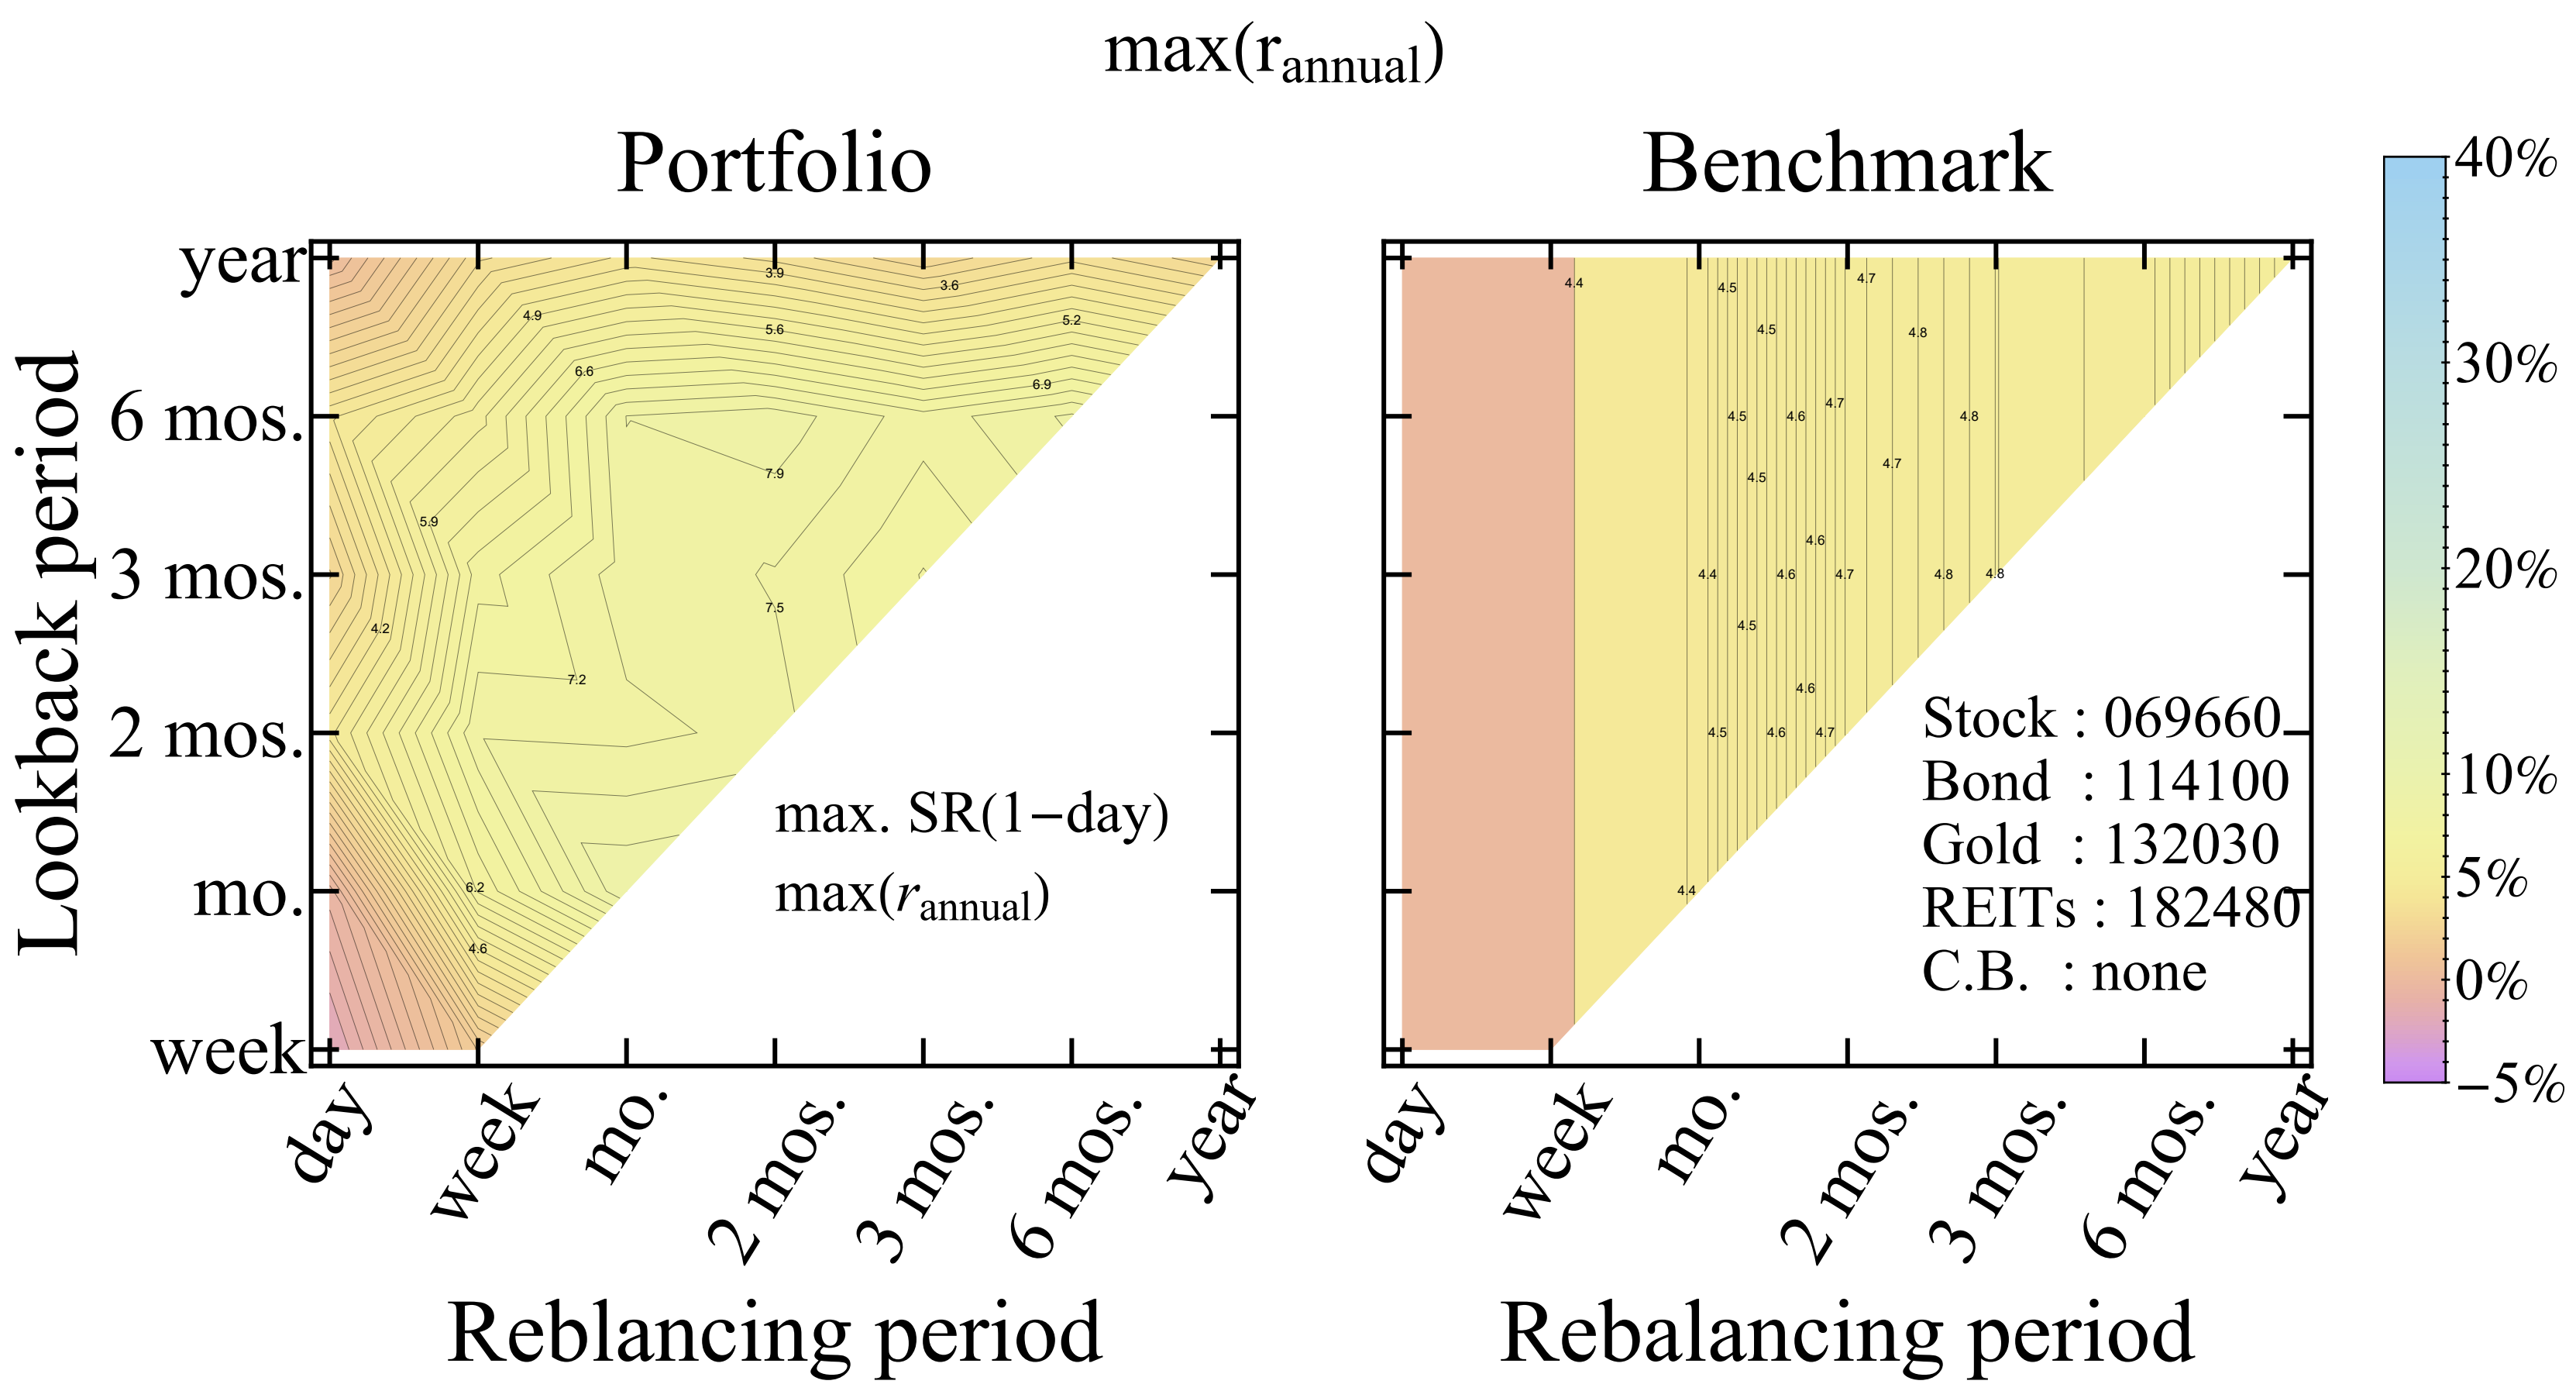 max(r_annual)
Portfolio
Benchmark
Lookback period
year
6 mos.
3 mos.
2 mos.
mo.
week
3.9
3.6
4.9
5.6
5.2
6.6
6.9
7.9
5.9
7.5
4.2
7.2
6.2
4.6
max. SR(1−day)
max(r_annual)
day
week
mo.
2 mos.
3 mos.
6 mos.
year
Reblancing period
4.4
4.5
4.7
4.5
4.8
4.7
4.5
4.6
4.8
4.7
4.5
4.6
4.4
4.6
4.7
4.8
4.8
4.5
4.6
4.5
4.6
4.7
4.4
Stock : 069660
Bond : 114100
Gold : 132030
REITs : 182480
C.B. : none
day
week
mo.
2 mos.
3 mos.
6 mos.
year
Rebalancing period
40%
30%
20%
10%
5%
0%
−5%